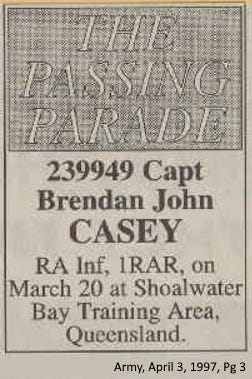 THE
PASSING
PARADE
239949 Capt
Brendan John
CASEY
RA Inf, 1RAR, on
March 20 at Shoalwater
Bay Training Area,
Queensland.
Army, April 3, 1997, Pg 3